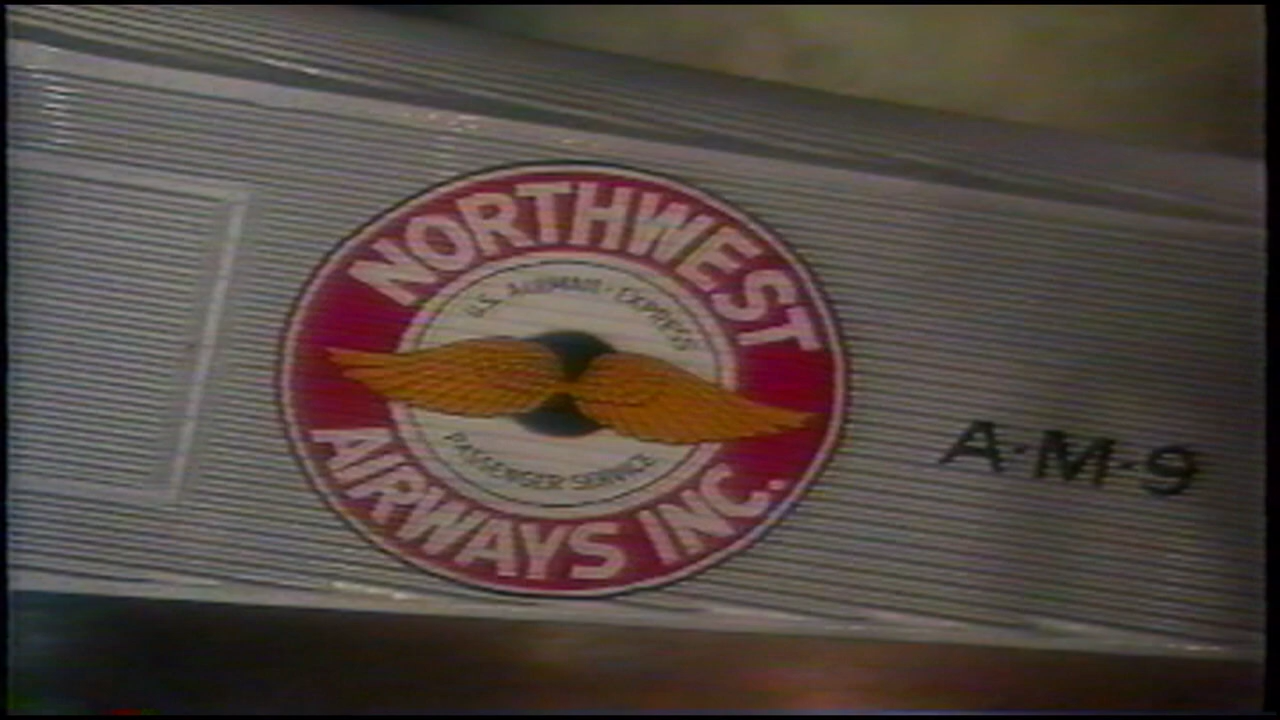 NORTHWEST
U.S. AIRMAIL · EXPRESS
PASSENGER SERVICE
AIRWAYS INC.
A·M·9